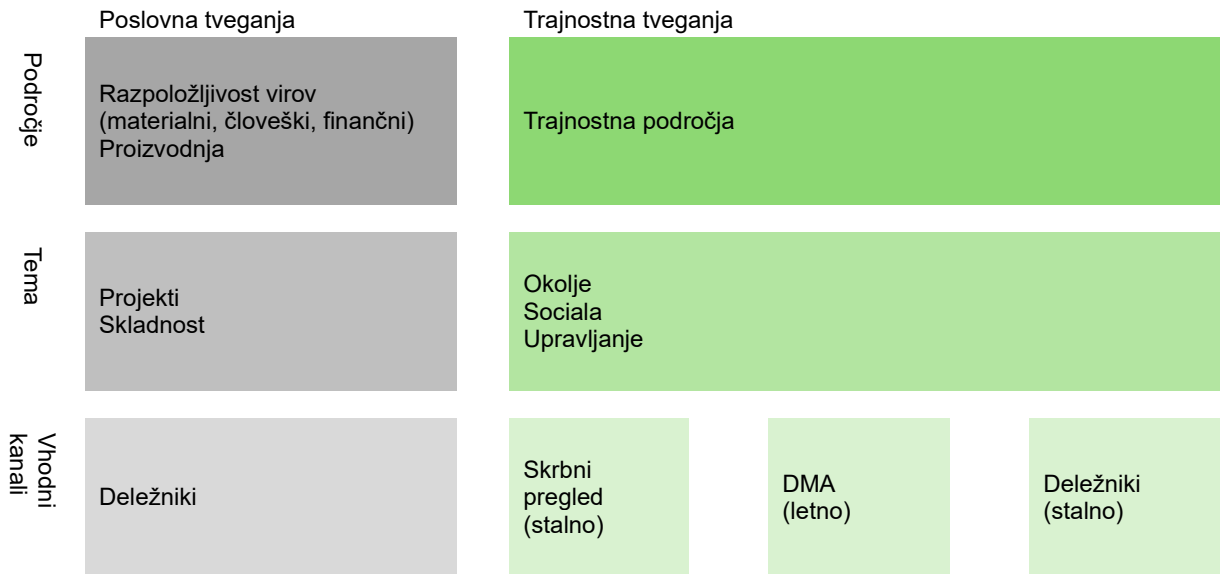 Poslovna tveganja
Trajnostna tveganja
Področje
Razpoložljivost virov
(materialni, človeški, finančni)
Proizvodnja
Trajnostna področja
Tema
Projekti
Skladnost
Okolje
Sociala
Upravljanje
Vhodni
kanali
Deležniki
Skrbni
pregled
(stalno)
DMA
(letno)
Deležniki
(stalno)